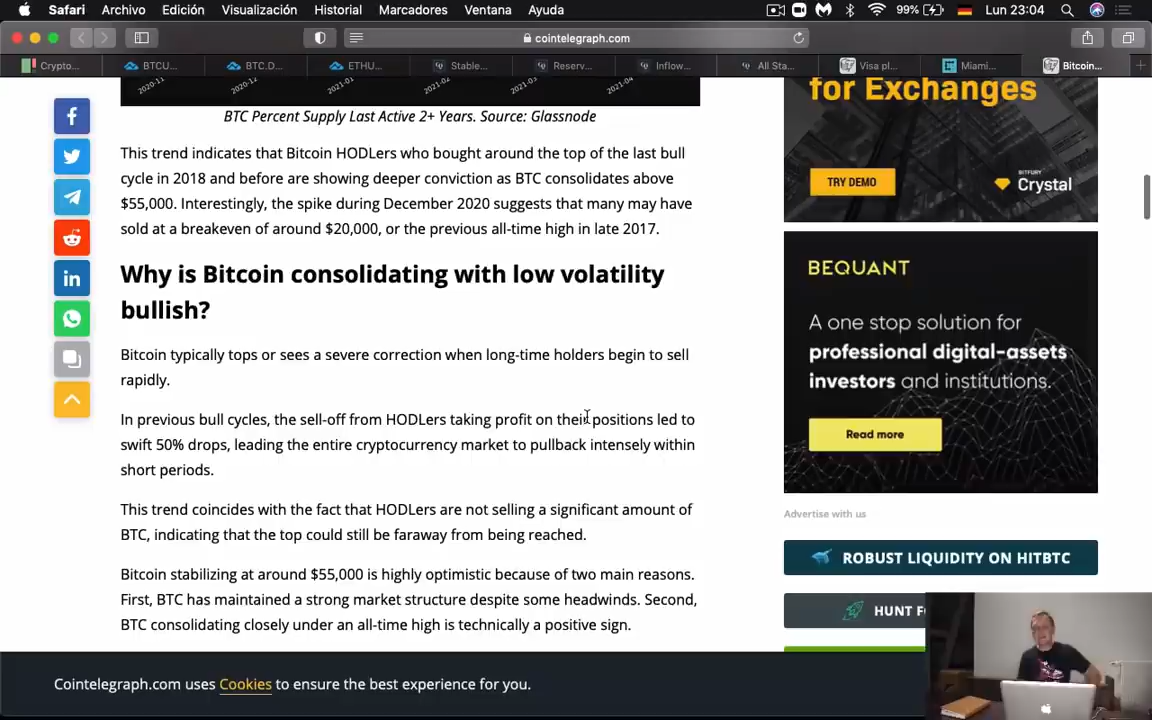 Safari Archivo Edición Visualización Historial Marcadores Ventana Ayuda 99% Lun 23:04
cointelegraph.com
Crypto... BTCU... BTC.D... ETHU... Stable... Reserv... Inflow... All Sta... Visa pl... Miami... Bitcoin...
2020-11 2020-12 2021-01 2021-02 2021-03 2021-04
BTC Percent Supply Last Active 2+ Years. Source: Glassnode
This trend indicates that Bitcoin HODLers who bought around the top of the last bull
cycle in 2018 and before are showing deeper conviction as BTC consolidates above
$55,000. Interestingly, the spike during December 2020 suggests that many may have
sold at a breakeven of around $20,000, or the previous all-time high in late 2017.
Why is Bitcoin consolidating with low volatility
bullish?
Bitcoin typically tops or sees a severe correction when long-time holders begin to sell
rapidly.
In previous bull cycles, the sell-off from HODLers taking profit on their positions led to
swift 50% drops, leading the entire cryptocurrency market to pullback intensely within
short periods.
This trend coincides with the fact that HODLers are not selling a significant amount of
BTC, indicating that the top could still be faraway from being reached.
Bitcoin stabilizing at around $55,000 is highly optimistic because of two main reasons.
First, BTC has maintained a strong market structure despite some headwinds. Second,
BTC consolidating closely under an all-time high is technically a positive sign.
for Exchanges
TRY DEMO
BITFURY
Crystal
BEQUANT
A one stop solution for
professional digital-assets
investors and institutions.
Read more
Advertise with us
ROBUST LIQUIDITY ON HITBTC
HUNT F
Cointelegraph.com uses Cookies to ensure the best experience for you.